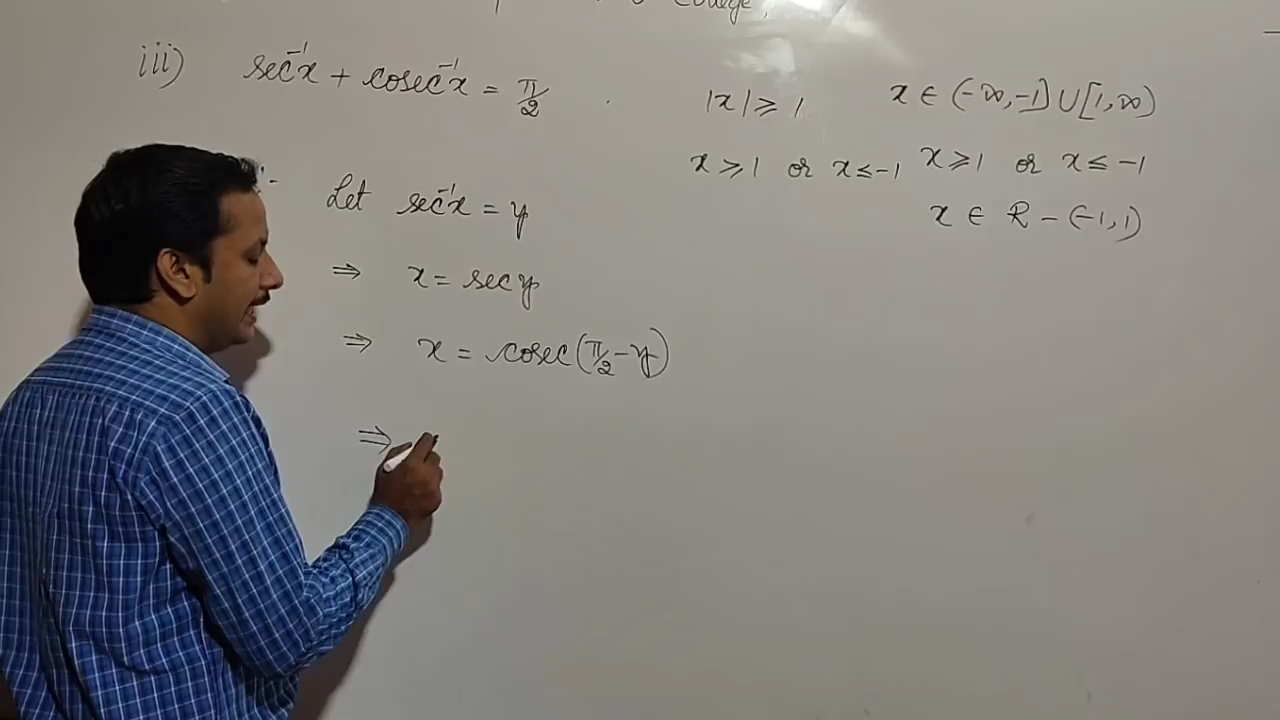 College,
iii) sec⁻¹x + cosec⁻¹x = π/2 . |x| ≥ 1 x ∈ (-∞, -1] ∪ [1, ∞)
x ≥ 1 or x ≤ -1 x ≥ 1 or x ≤ -1
Let sec⁻¹x = y x ∈ R - (-1, 1)
⇒ x = sec y
⇒ x = cosec(π/2 - y)
⇒